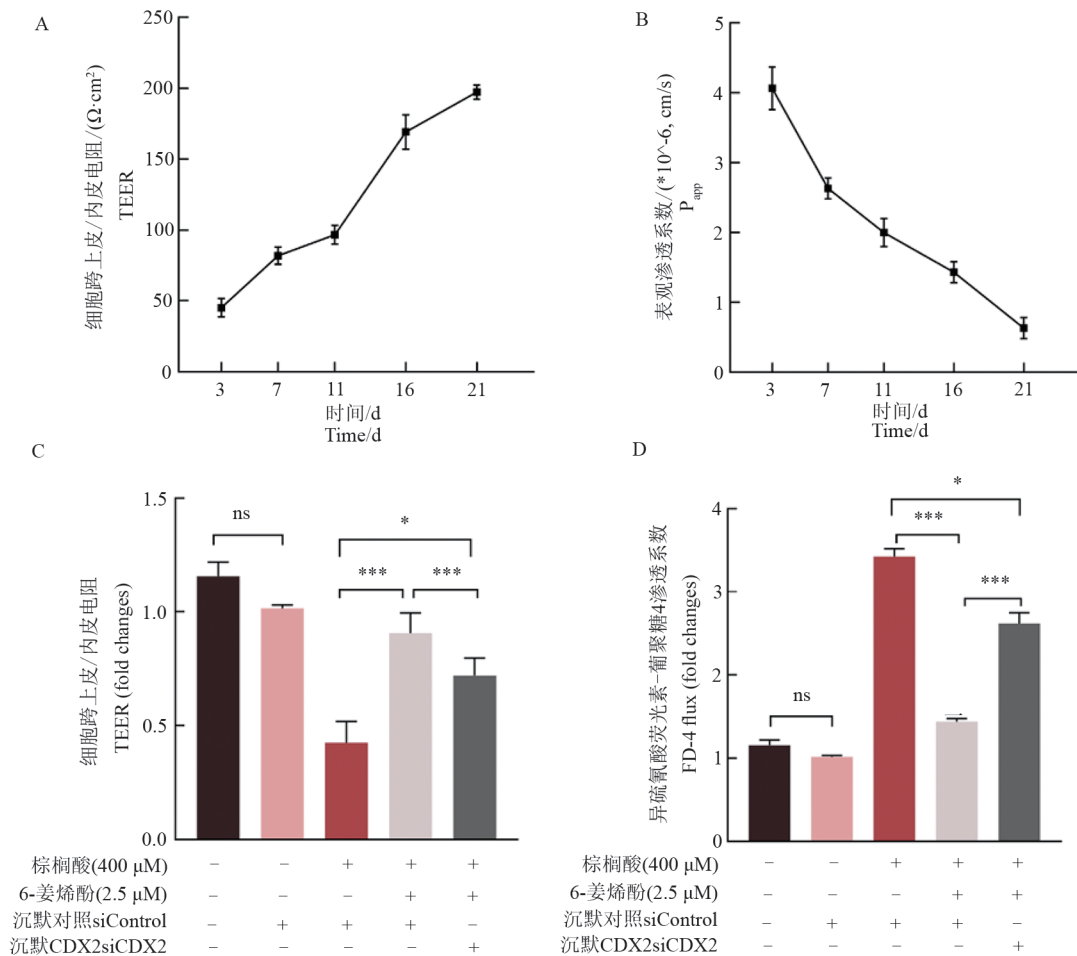 A
细胞跨上皮/内皮电阻/(Ω·cm²)
TEER
250
200
150
100
50
0
3 7 11 16 21
时间/d
Time/d
B
表观渗透系数/(*10^-6, cm/s)
Papp
5
4
3
2
1
0
3 7 11 16 21
时间/d
Time/d
C
细胞跨上皮/内皮电阻
TEER (fold changes)
1.5
1.0
0.5
0.0
ns
*
*** ***
棕榈酸(400 μM) − − + + +
6-姜烯酚(2.5 μM) − − − + +
沉默对照siControl − + + + −
沉默CDX2siCDX2 − − − − +
D
异硫氰酸荧光素-葡聚糖4渗透系数
FD-4 flux (fold changes)
4
3
2
1
0
ns
*
***
***
棕榈酸(400 μM) − − + + +
6-姜烯酚(2.5 μM) − − − + +
沉默对照siControl − + + + −
沉默CDX2siCDX2 − − − − +